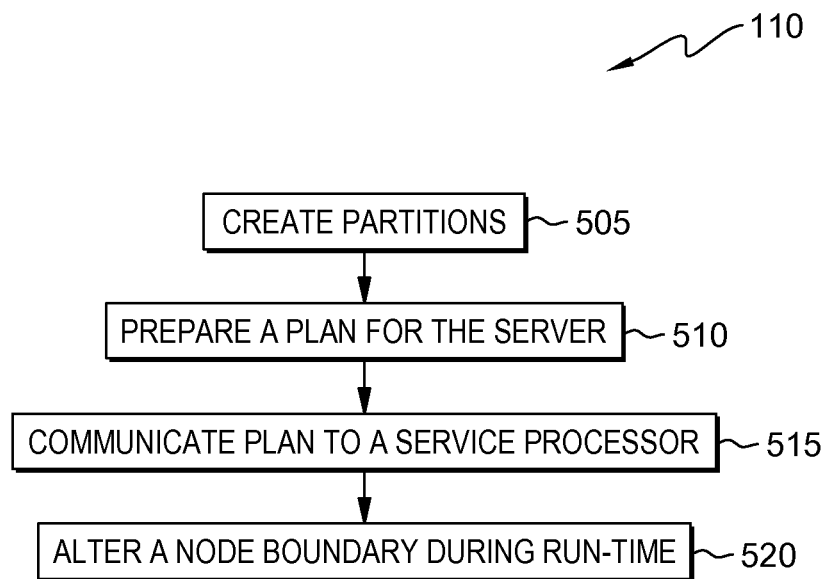 110
CREATE PARTITIONS 505
PREPARE A PLAN FOR THE SERVER 510
COMMUNICATE PLAN TO A SERVICE PROCESSOR 515
ALTER A NODE BOUNDARY DURING RUN-TIME 520